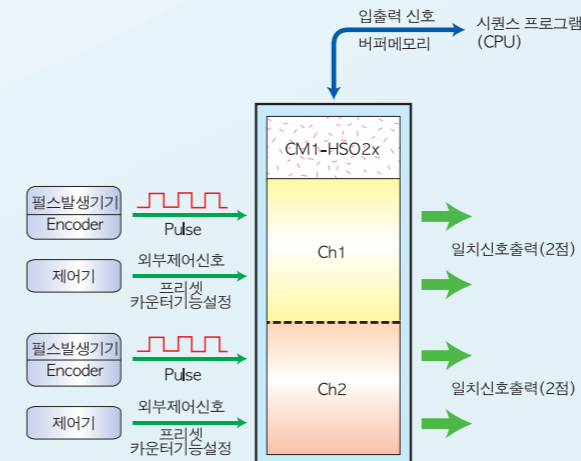 입출력 신호
버퍼메모리
시퀀스 프로그램
(CPU)
CM1-HSO2x
펄스발생기기
Encoder
Pulse
제어기
외부제어신호
프리셋
카운터기능설정
Ch1
일치신호출력(2점)
펄스발생기기
Encoder
Pulse
제어기
외부제어신호
프리셋
카운터기능설정
Ch2
일치신호출력(2점)